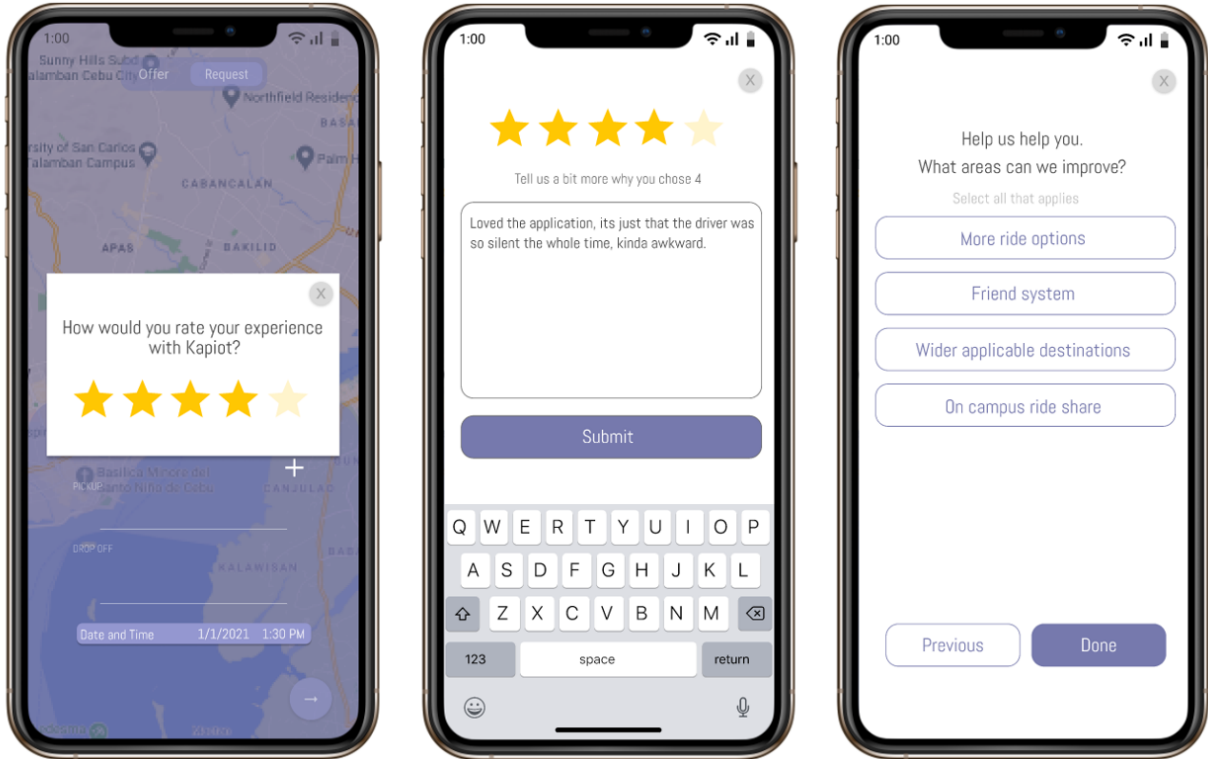 1:00
Sunny Hills Subd
alamban Cebu City
Offer
Request
Northfield Residenc
BASA
rsity of San Carlos
Talamban Campus
Palm H
CABANCALAN
APAS
BAKILID
How would you rate your experience
with Kapiot?
X
Basilica Minore del
Santo Niño de Cebu
PICKUP
CANJULAO
DROP OFF
KALAWISAN
Date and Time 1/1/2021 1:30 PM
→
1:00
X
Tell us a bit more why you chose 4
Loved the application, its just that the driver was
so silent the whole time, kinda awkward.
Submit
Q W E R T Y U I O P
A S D F G H J K L
Z X C V B N M
123 space return
1:00
X
Help us help you.
What areas can we improve?
Select all that applies
More ride options
Friend system
Wider applicable destinations
On campus ride share
Previous Done